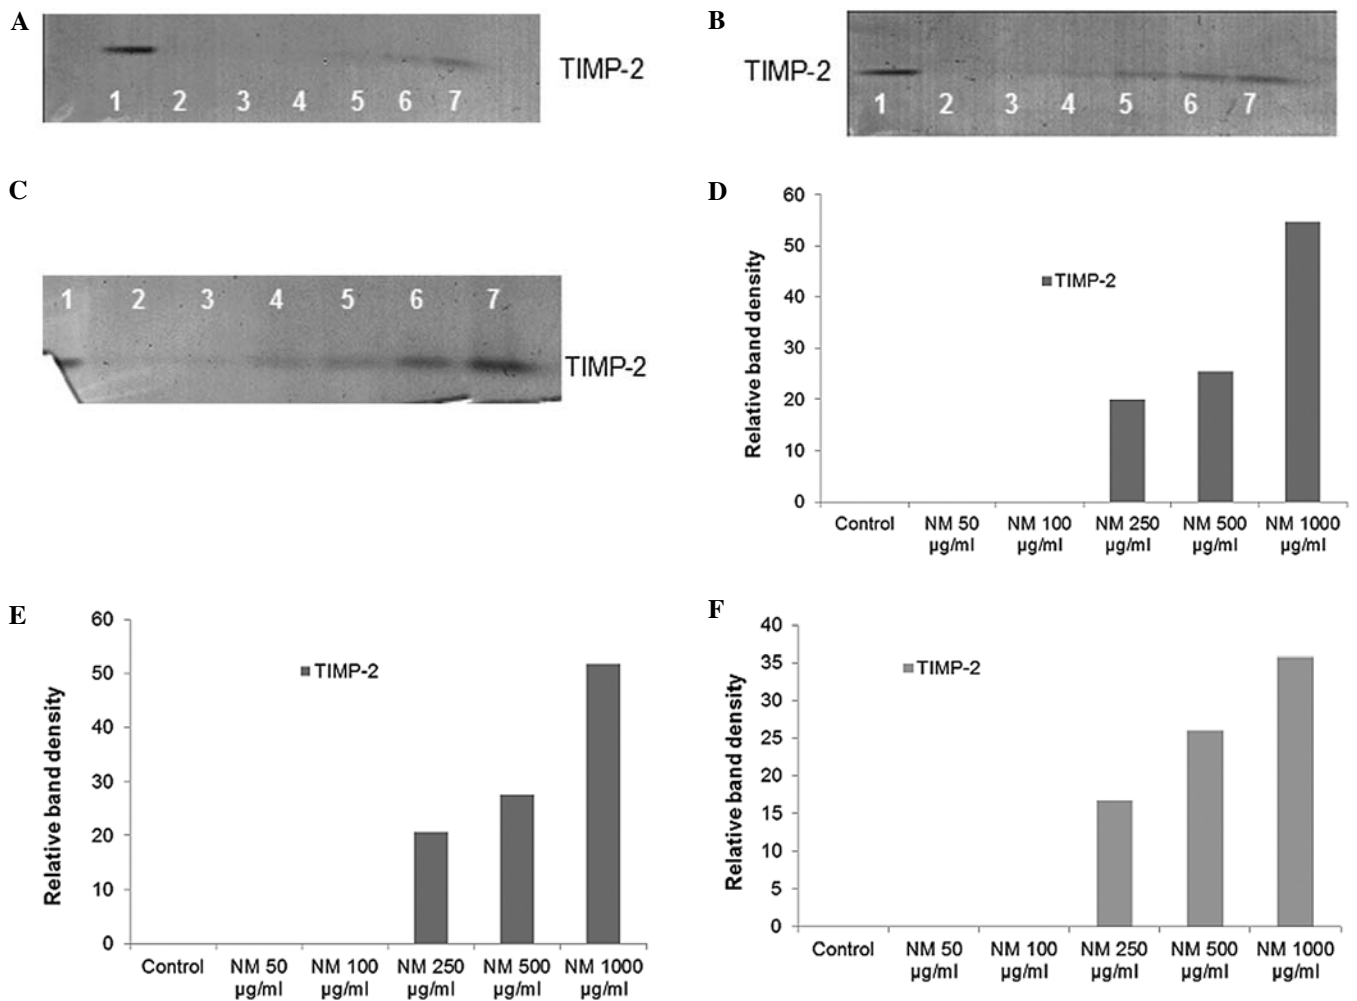 A
TIMP-2
1 2 3 4 5 6 7
B
TIMP-2
1 2 3 4 5 6 7
C
1 2 3 4 5 6 7
TIMP-2
D
60
50
40
30
20
10
0
Relative band density
TIMP-2
Control NM 50 NM 100 NM 250 NM 500 NM 1000
µg/ml µg/ml µg/ml µg/ml µg/ml
E
60
50
40
30
20
10
0
Relative band density
TIMP-2
Control NM 50 NM 100 NM 250 NM 500 NM 1000
µg/ml µg/ml µg/ml µg/ml µg/ml
F
40
35
30
25
20
15
10
5
0
Relative band density
TIMP-2
Control NM 50 NM 100 NM 250 NM 500 NM 1000
µg/ml µg/ml µg/ml µg/ml µg/ml